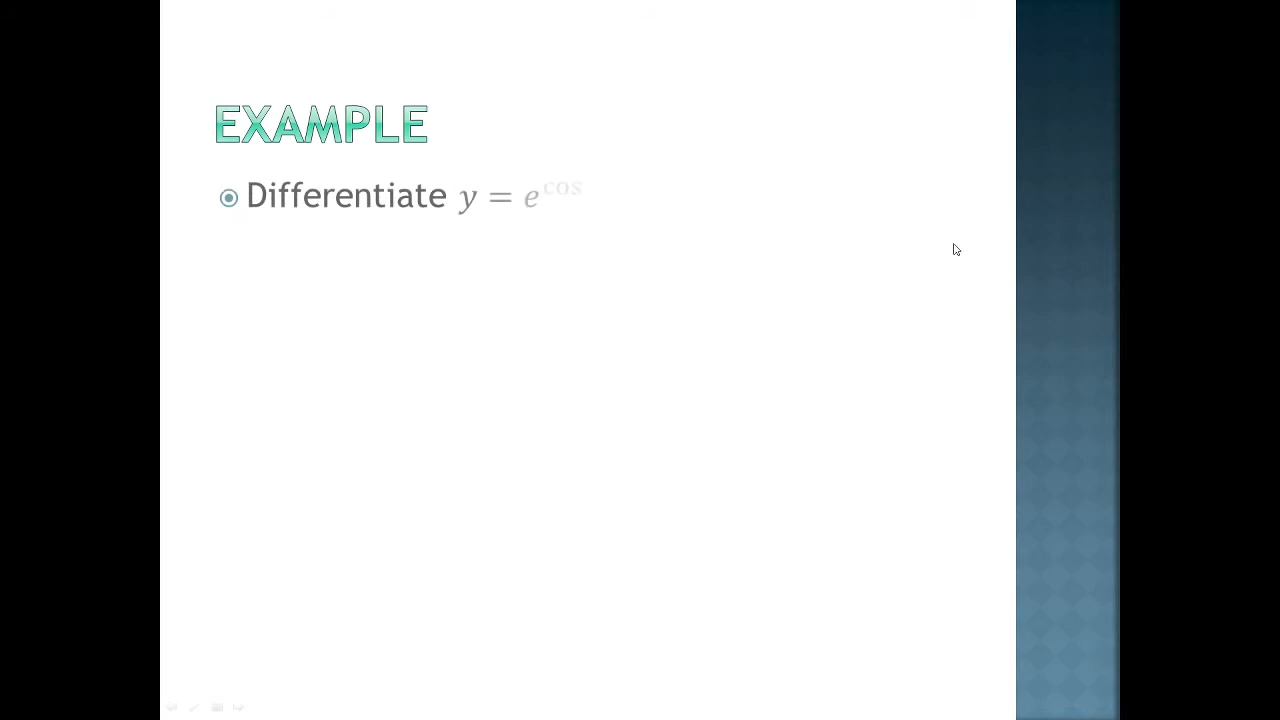 EXAMPLE
Differentiate y = e^cos